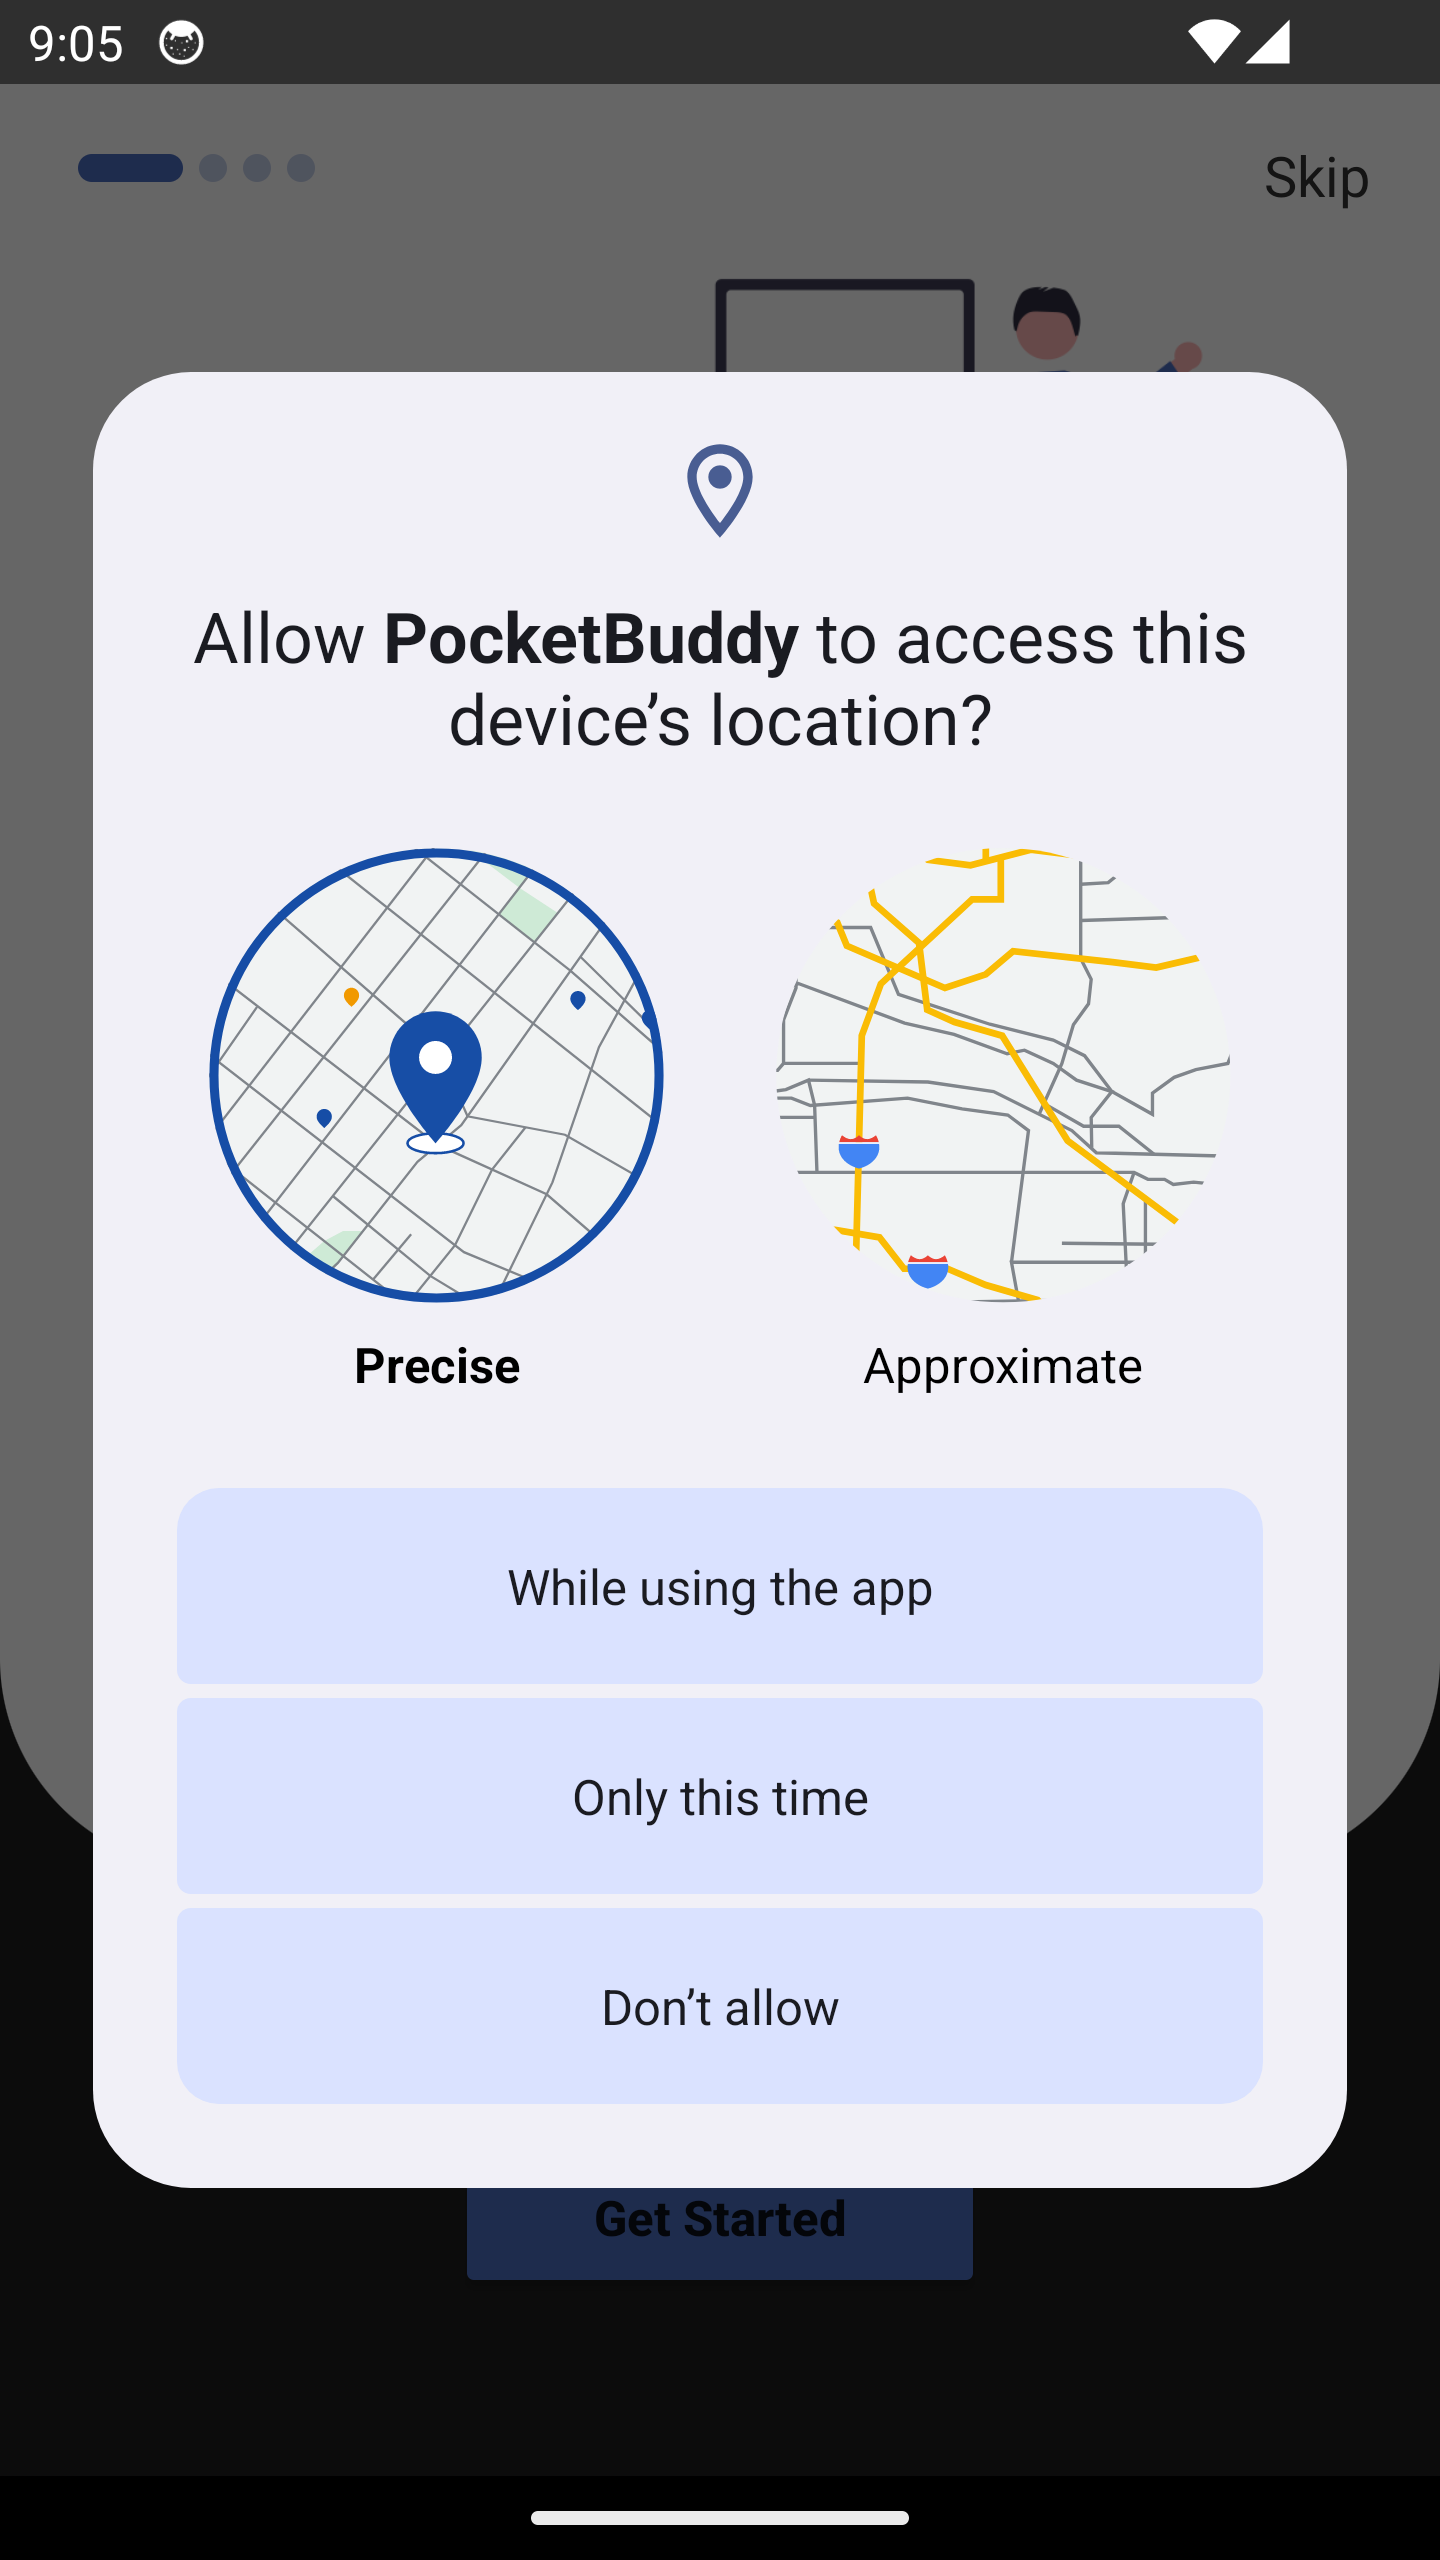 9:05
Skip
Allow PocketBuddy to access this
device’s location?
Precise
Approximate
While using the app
Only this time
Don’t allow
Get Started